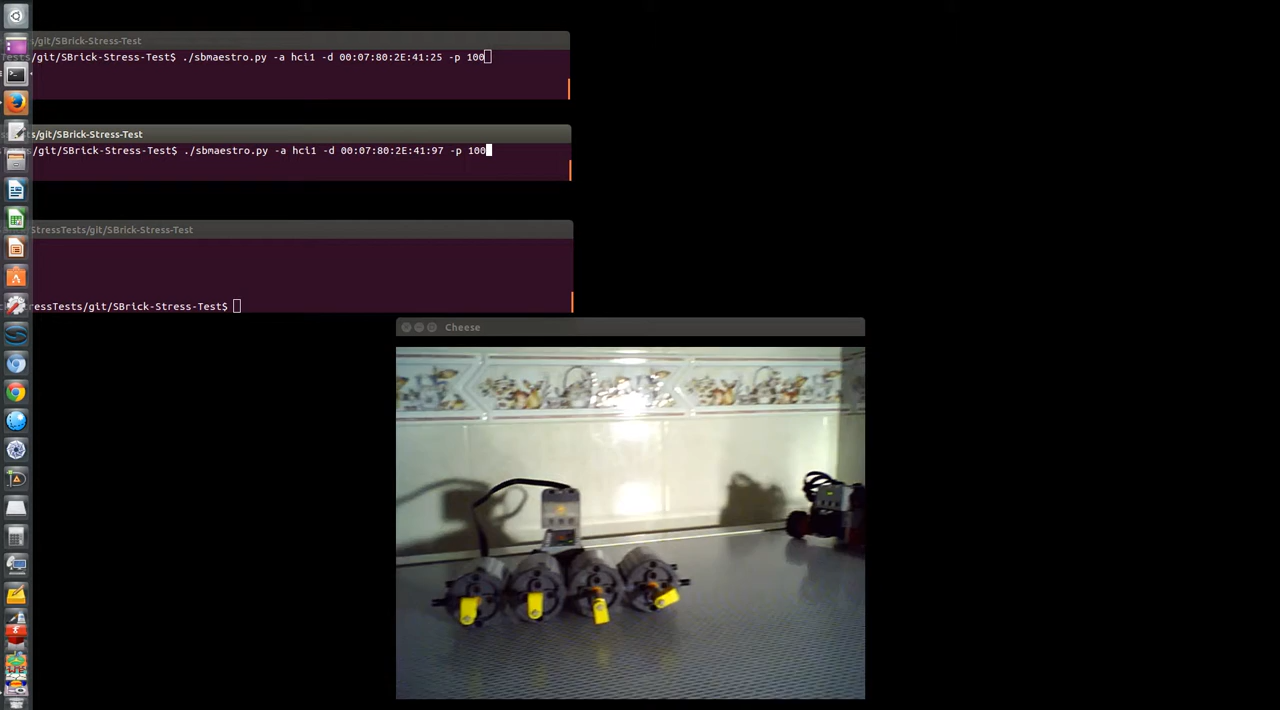 s/git/SBrick-Stress-Test
Tests/git/SBrick-Stress-Test$ ./sbmaestro.py -a hci1 -d 00:07:80:2E:41:25 -p 100
s/git/SBrick-Stress-Test
/git/SBrick-Stress-Test$ ./sbmaestro.py -a hci1 -d 00:07:80:2E:41:97 -p 100
StressTests/git/SBrick-Stress-Test
ressTests/git/SBrick-Stress-Test$
Cheese